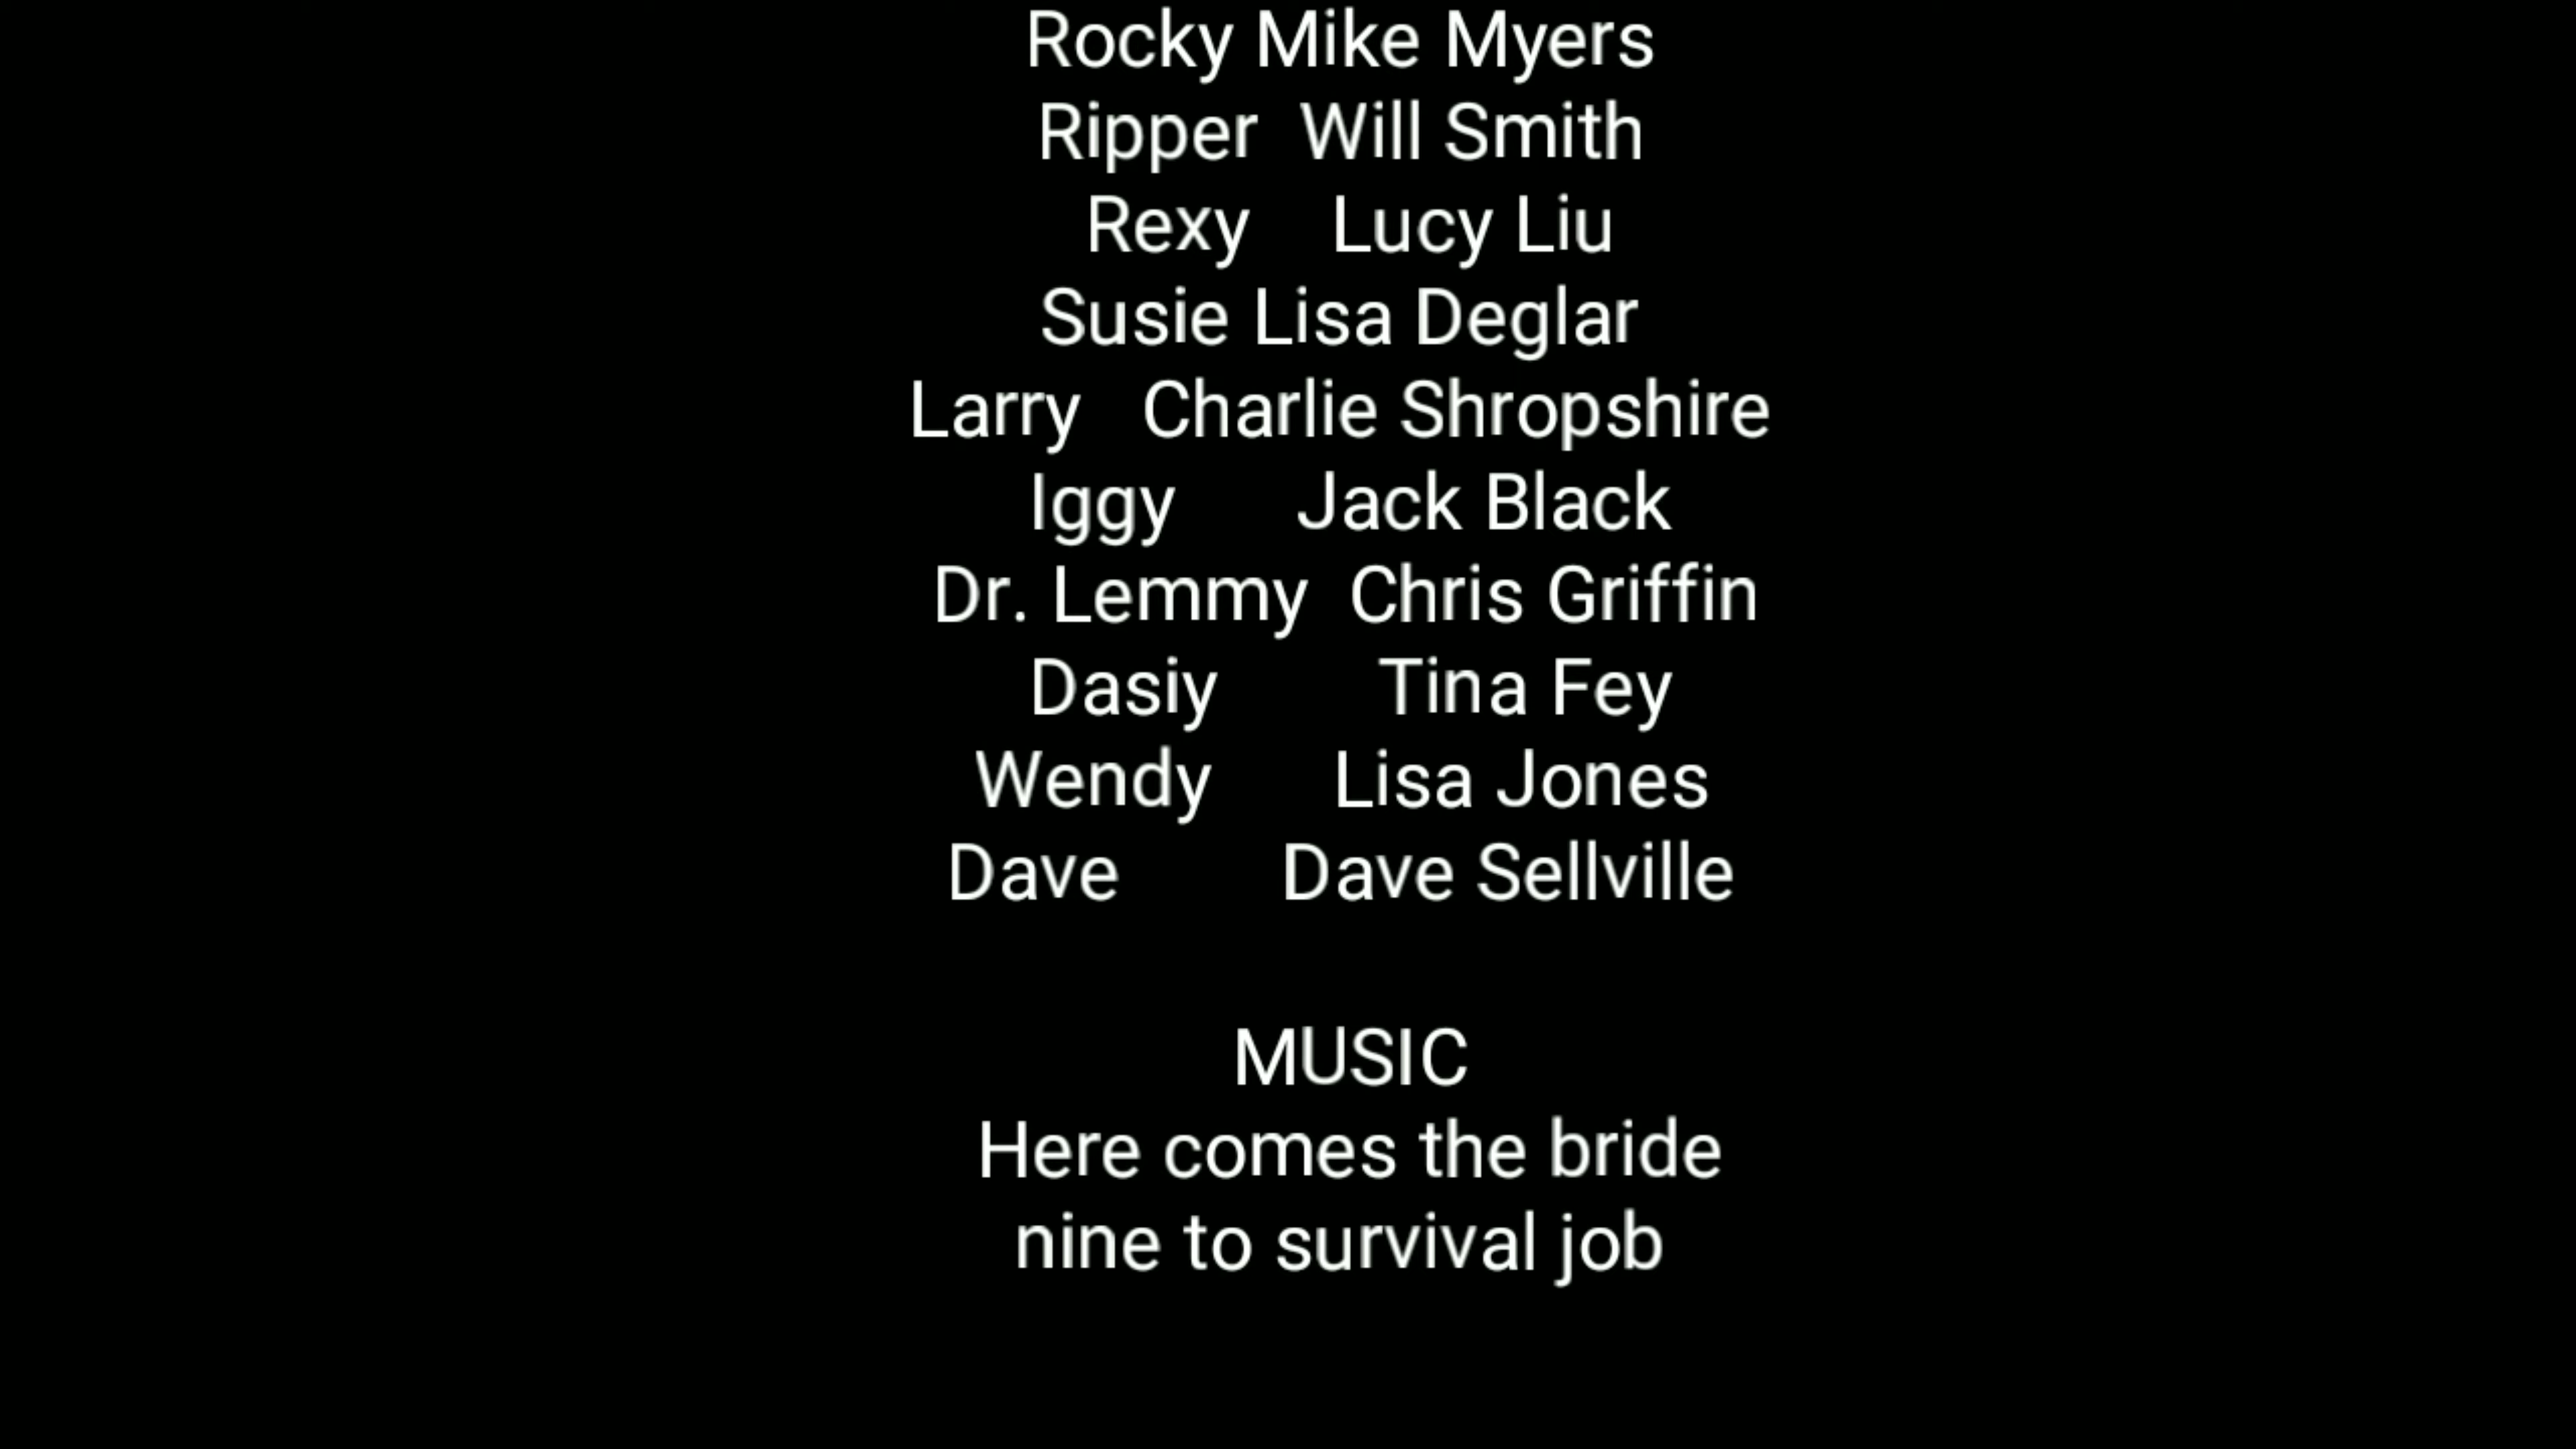 Rocky Mike Myers
Ripper Will Smith
Rexy Lucy Liu
Susie Lisa Deglar
Larry Charlie Shropshire
Iggy Jack Black
Dr. Lemmy Chris Griffin
Dasiy Tina Fey
Wendy Lisa Jones
Dave Dave Sellville
MUSIC
Here comes the bride
nine to survival job